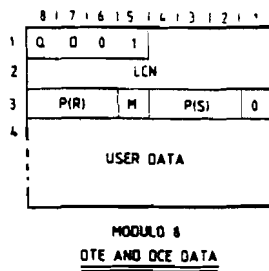 8 7 6 5 4 3 2 1
1 Q D 0 1
2 LCN
3 P(R) M P(S) 0
4
USER DATA
MODULO 8
DTE AND DCE DATA